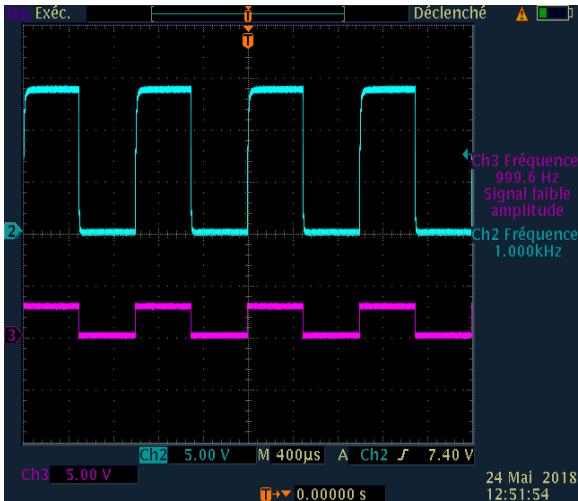 Exéc.
Déclenché
T
T
Ch3 Fréquence
999.6 Hz
Signal faible
amplitude
2
Ch2 Fréquence
1.000kHz
3
Ch2 5.00 V M 400µs A Ch2 7.40 V
Ch3 5.00 V
24 Mai 2018
T 0.00000 s
12:51:54